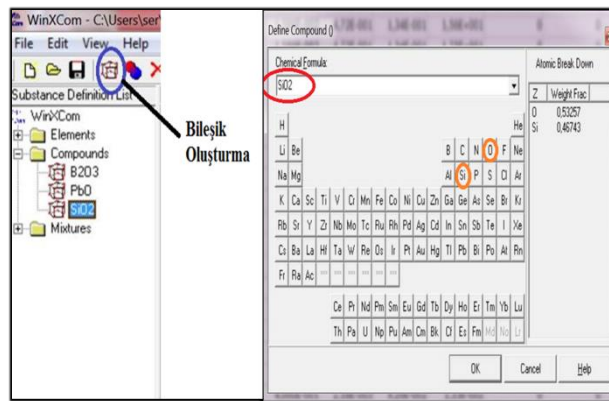 WinXCom - C:\Users\ser
File Edit View Help
Substance Definition List
WinXCom
Elements
Compounds
B2O3
PbO
SiO2
Mixtures
Bileşik
Oluşturma
Define Compound ()
Chemical Formula:
SiO2
Atomic Break Down
Z Weight Frac
O 0,53257
Si 0,46743
H He
Li Be B C N O F Ne
Na Mg Al Si P S Cl Ar
K Ca Sc Ti V Cr Mn Fe Co Ni Cu Zn Ga Ge As Se Br Kr
Rb Sr Y Zr Nb Mo Tc Ru Rh Pd Ag Cd In Sn Sb Te I Xe
Cs Ba La Hf Ta W Re Os Ir Pt Au Hg Tl Pb Bi Po At Rn
Fr Ra Ac
Ce Pr Nd Pm Sm Eu Gd Tb Dy Ho Er Tm Yb Lu
Th Pa U Np Pu Am Cm Bk Cf Es Fm Md No Lr
OK Cancel Help